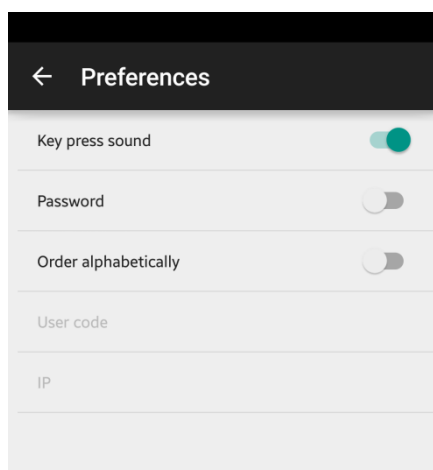 Preferences
Key press sound
Password
Order alphabetically
User code
IP